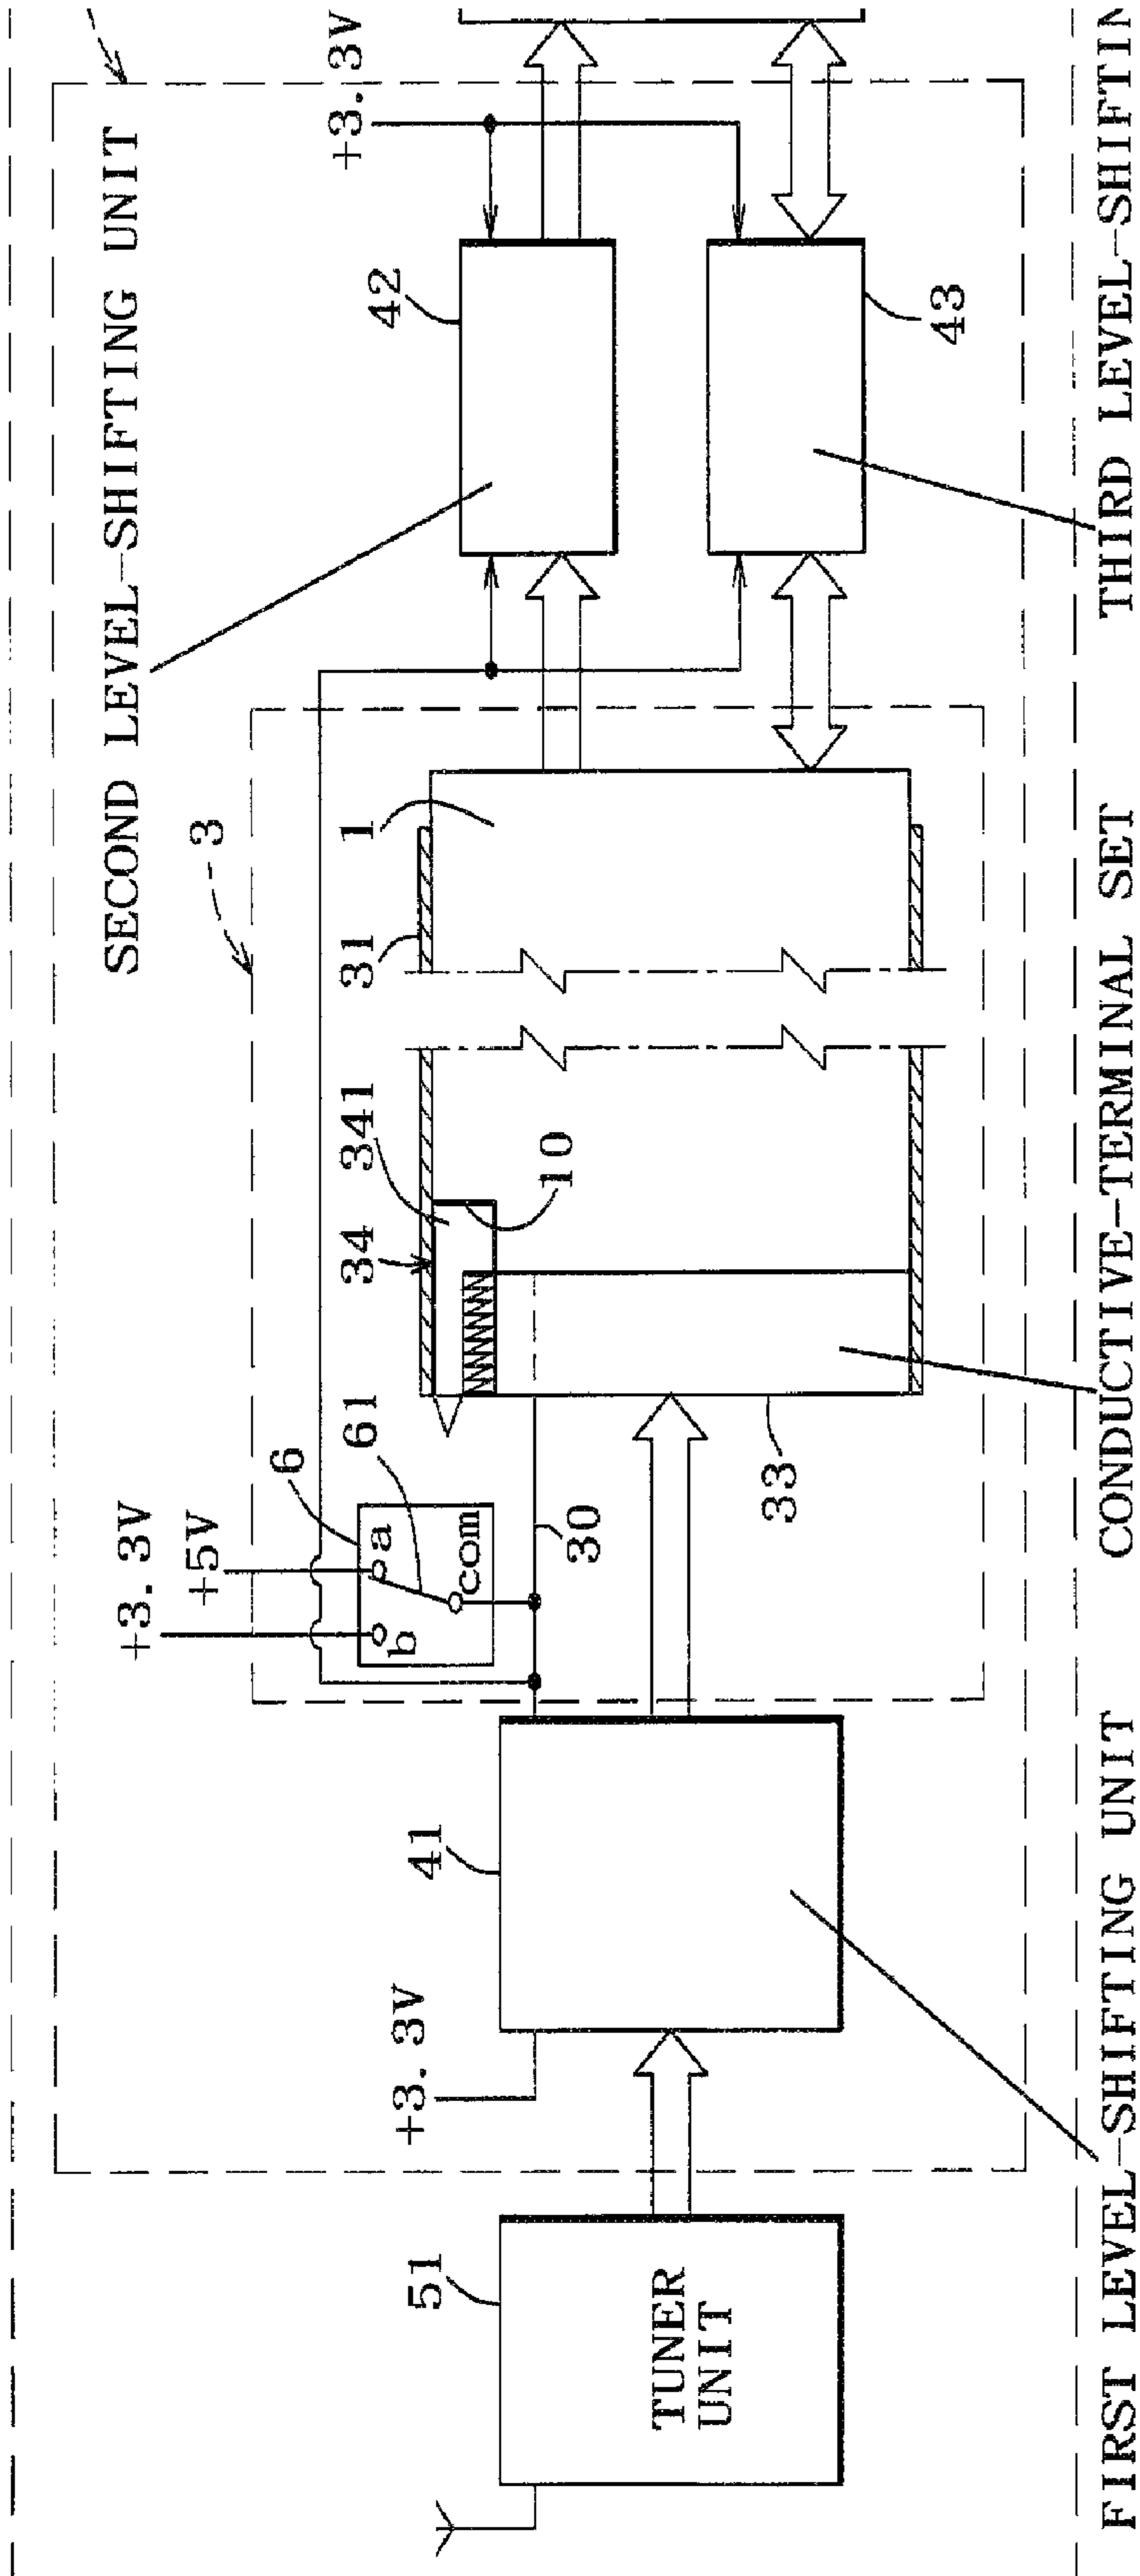 SECOND LEVEL-SHIFTING UNIT
3
+3.3V
+5V
+3.3V
6
a
b
61
com
34
341
31
1
10
30
33
42
43
+3.3V
41
51
TUNER
UNIT
FIRST LEVEL-SHIFTING UNIT
CONDUCTIVE-TERMINAL SET
THIRD LEVEL-SHIFTIN